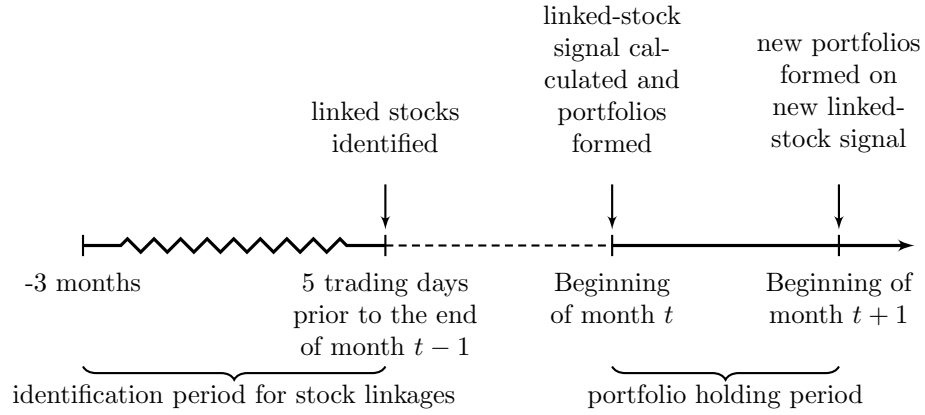 linked-stock
signal cal-
culated and
portfolios
formed
new portfolios
formed on
new linked-
stock signal
linked stocks
identified
-3 months
5 trading days
prior to the end
of month t − 1
Beginning
of month t
Beginning of
month t + 1
identification period for stock linkages
portfolio holding period